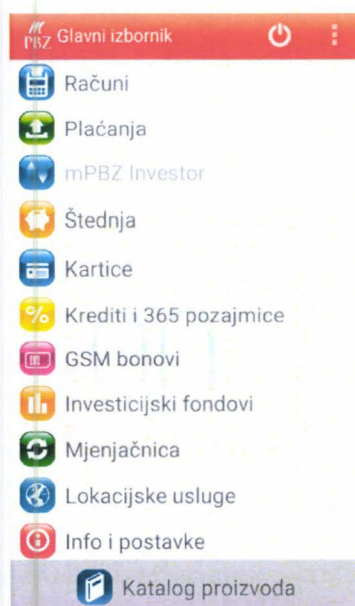 m
PBZ Glavni izbornik
Računi
Plaćanja
mPBZ Investor
Štednja
Kartice
% Krediti i 365 pozajmice
GSM bonovi
Investicijski fondovi
Mjenjačnica
Lokacijske usluge
Info i postavke
Katalog proizvoda